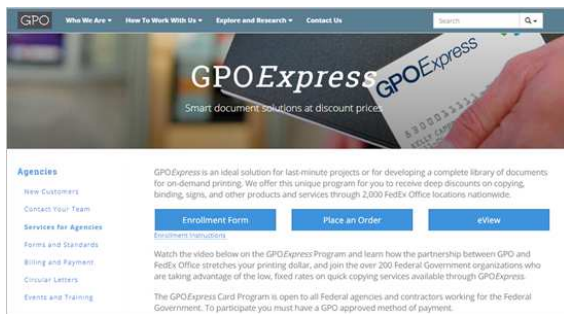 GPO Who We Are How To Work With Us Explore and Research Contact Us Search
GPOExpress
Smart document solutions at discount prices
GPOExpress
Agencies
New Customers
Contact Your Team
Services for Agencies
Forms and Standards
Billing and Payment
Circular Letters
Events and Training
GPOExpress is an ideal solution for last-minute projects or for developing a complete library of documents
for on-demand printing. We offer this unique program for you to receive deep discounts on copying,
binding, signs, and other products and services through 2,000 FedEx Office locations nationwide.
Enrollment Form Place an Order eView
Enrollment Instructions
Watch the video below on the GPOExpress Program and learn how the partnership between GPO and
FedEx Office stretches your printing dollar, and join the over 200 Federal Government organizations who
are taking advantage of the low, fixed rates on quick copying services available through GPOExpress.
The GPOExpress Card Program is open to all Federal agencies and contractors working for the Federal
Government. To participate you must have a GPO approved method of payment.